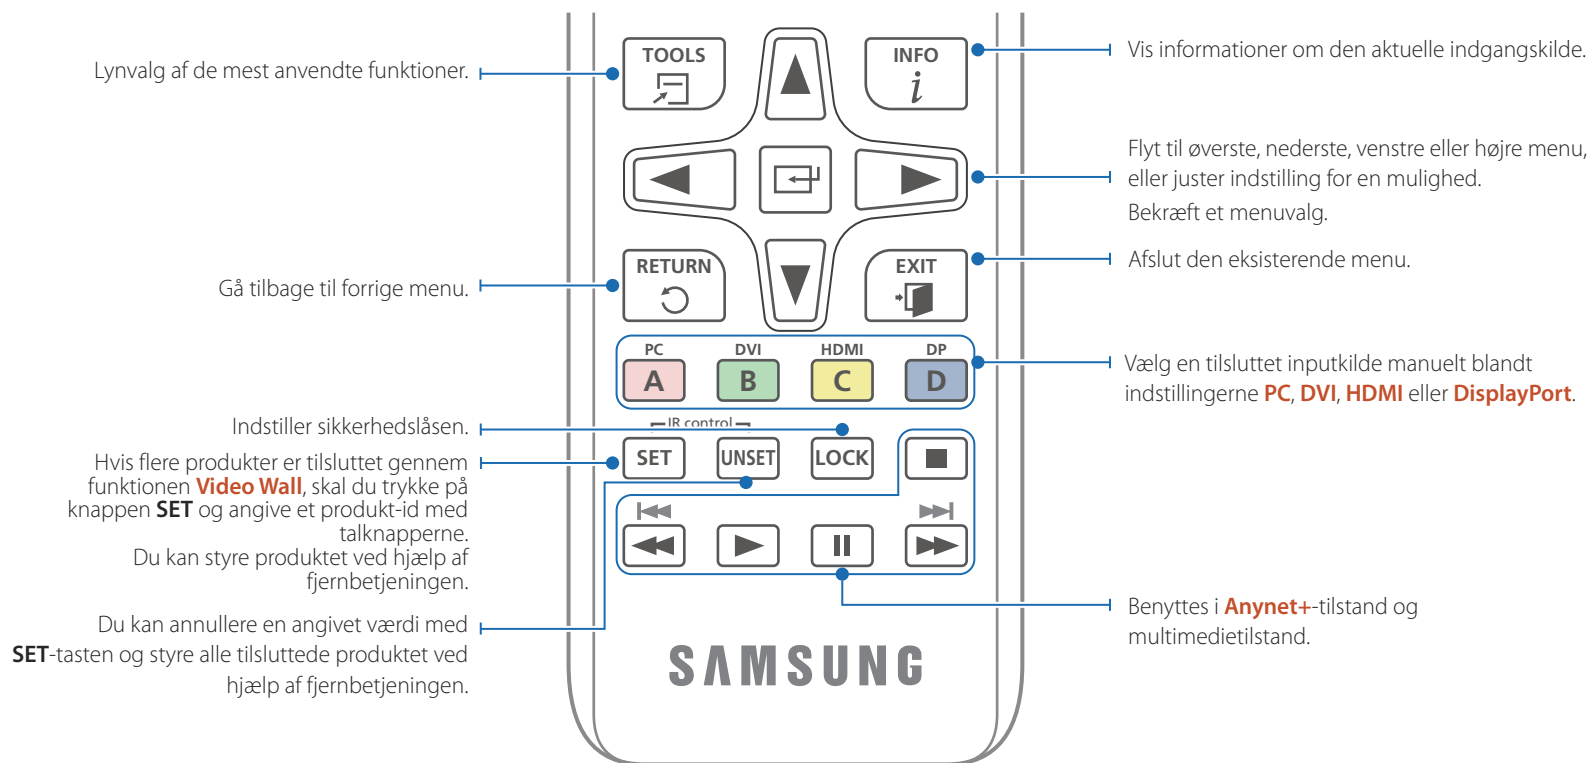 Lynvalg af de mest anvendte funktioner.
TOOLS
INFO
i
Vis informationer om den aktuelle indgangskilde.
Flyt til øverste, nederste, venstre eller højre menu,
eller juster indstilling for en mulighed.
Bekræft et menuvalg.
Gå tilbage til forrige menu.
RETURN
EXIT
Afslut den eksisterende menu.
PC DVI HDMI DP
A B C D
Vælg en tilsluttet inputkilde manuelt blandt
indstillingerne PC, DVI, HDMI eller DisplayPort.
Indstiller sikkerhedslåsen.
IR control
SET UNSET LOCK
Hvis flere produkter er tilsluttet gennem
funktionen Video Wall, skal du trykke på
knappen SET og angive et produkt-id med
talknapperne.
Du kan styre produktet ved hjælp af
fjernbetjeningen.
Du kan annullere en angivet værdi med
SET-tasten og styre alle tilsluttede produktet ved
hjælp af fjernbetjeningen.
Benyttes i Anynet+-tilstand og
multimedietilstand.
SAMSUNG